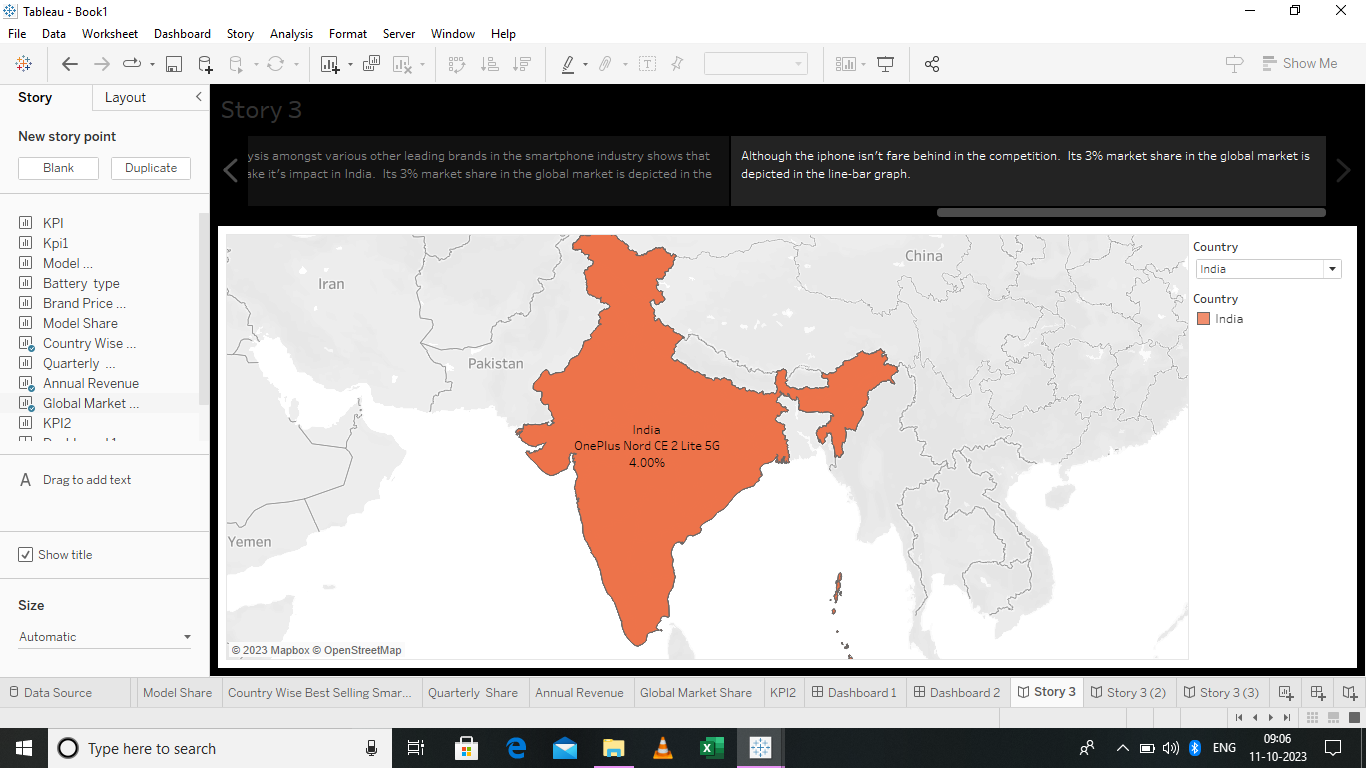 Tableau - Book1
File Data Worksheet Dashboard Story Analysis Format Server Window Help
Show Me
Story Layout
New story point
Blank Duplicate
KPI
Kpi1
Model ...
Battery type
Brand Price ...
Model Share
Country Wise ...
Quarterly ...
Annual Revenue
Global Market ...
KPI2
A Drag to add text
Show title
Size
Automatic
Story 3
ysis amongst various other leading brands in the smartphone industry shows that
ake it's impact in India. Its 3% market share in the global market is depicted in the
Although the iphone isn't fare behind in the competition. Its 3% market share in the global market is
depicted in the line-bar graph.
Iran
China
Pakistan
India
OnePlus Nord CE 2 Lite 5G
4.00%
Yemen
© 2023 Mapbox © OpenStreetMap
Country
India
Country
India
Data Source Model Share Country Wise Best Selling Smar... Quarterly Share Annual Revenue Global Market Share KPI2 Dashboard 1 Dashboard 2 Story 3 Story 3 (2) Story 3 (3)
Type here to search
ENG
09:06
11-10-2023